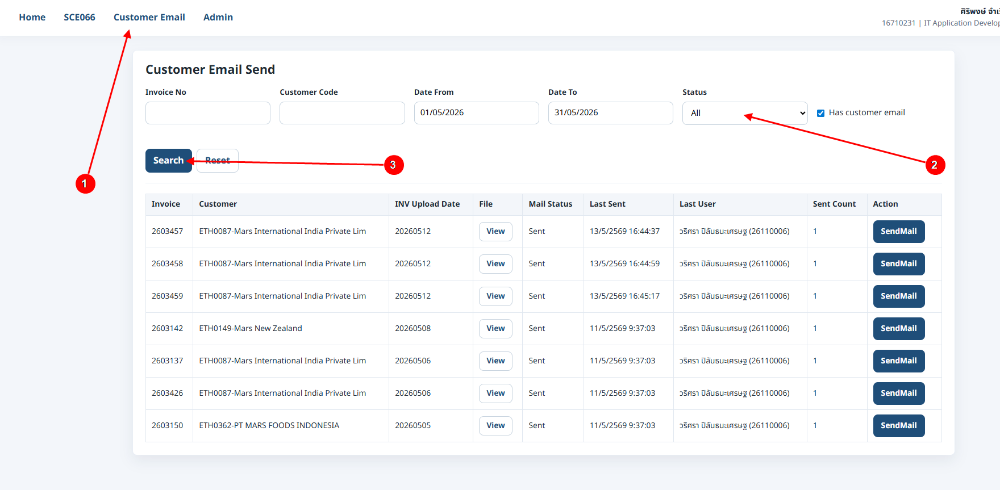 Home SCE066 Customer Email Admin
ศิริพงษ์
16710231 | IT Application
Customer Email Send
Invoice No Customer Code Date From Date To Status
01/05/2026 31/05/2026 All Has customer email
Search Reset
3
2
1
Invoice Customer INV Upload Date File Mail Status Last Sent Last User Sent Count Action
2603457 ETH0087-Mars International India Private Lim 20260512 View Sent 13/5/2569 16:44:37 วริศรา ปิลันธนะเศรษฐ (26110006) 1 SendMail
2603458 ETH0087-Mars International India Private Lim 20260512 View Sent 13/5/2569 16:44:59 วริศรา ปิลันธนะเศรษฐ (26110006) 1 SendMail
2603459 ETH0087-Mars International India Private Lim 20260512 View Sent 13/5/2569 16:45:17 วริศรา ปิลันธนะเศรษฐ (26110006) 1 SendMail
2603142 ETH0149-Mars New Zealand 20260508 View Sent 11/5/2569 9:37:03 วริศรา ปิลันธนะเศรษฐ (26110006) 1 SendMail
2603137 ETH0087-Mars International India Private Lim 20260506 View Sent 11/5/2569 9:37:03 วริศรา ปิลันธนะเศรษฐ (26110006) 1 SendMail
2603426 ETH0087-Mars International India Private Lim 20260506 View Sent 11/5/2569 9:37:03 วริศรา ปิลันธนะเศรษฐ (26110006) 1 SendMail
2603150 ETH0362-PT MARS FOODS INDONESIA 20260505 View Sent 11/5/2569 9:37:03 วริศรา ปิลันธนะเศรษฐ (26110006) 1 SendMail